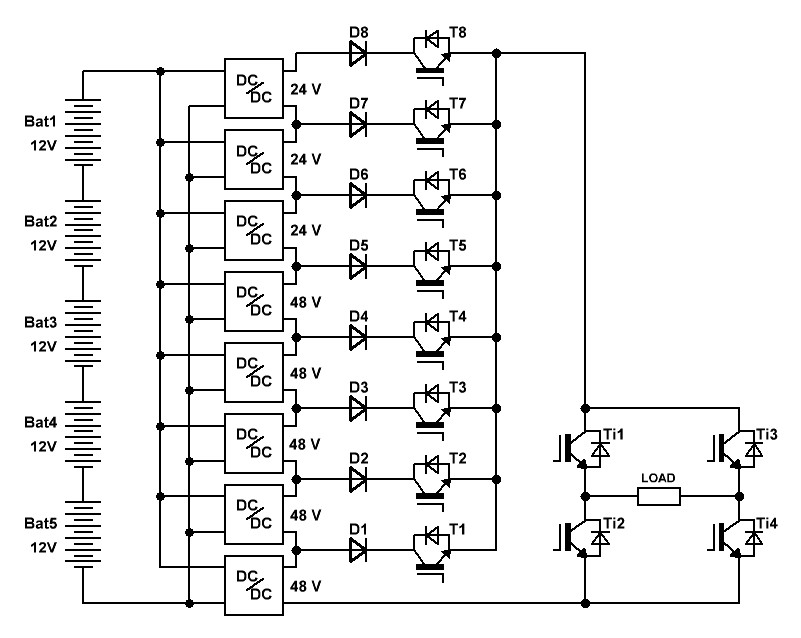 D8 T8
DC
DC
24 V
D7 T7
Bat1
12V
DC
DC
24 V
D6 T6
DC
DC
24 V
Bat2
12V
D5 T5
DC
DC
48 V
Bat3
12V
D4 T4
DC
DC
48 V
D3 T3
Bat4
12V
DC
DC
48 V
Ti1 Ti3
D2 T2
LOAD
DC
DC
48 V
Bat5
12V
D1 T1
Ti2 Ti4
DC
DC
48 V